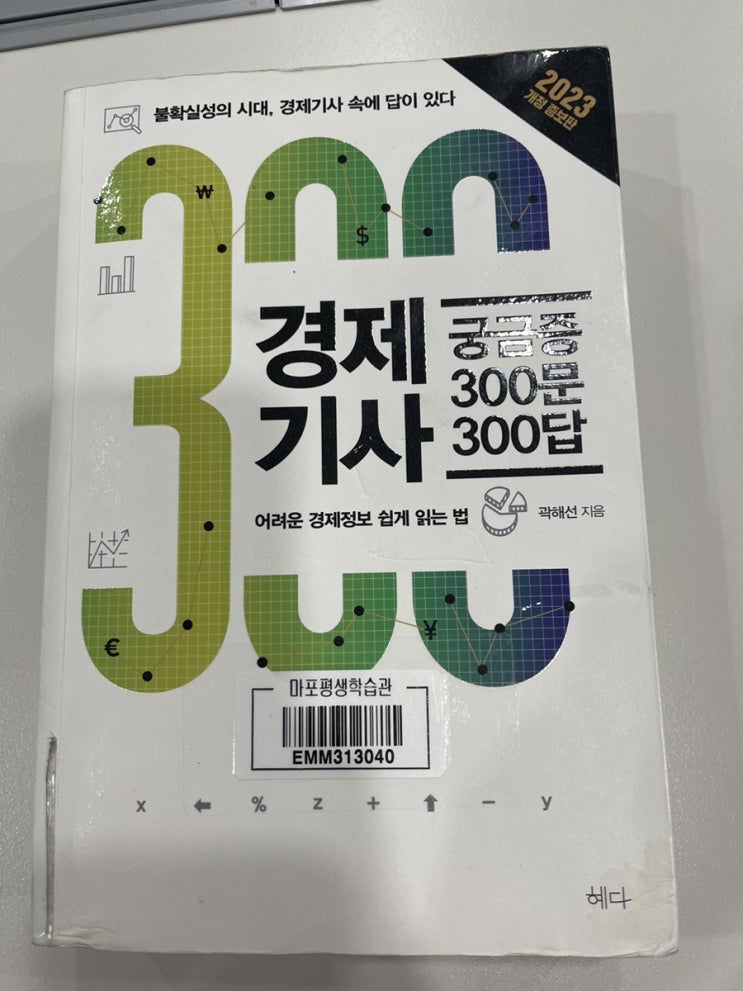 불확실성의 시대, 경제기사 속에 답이 있다
2023
개정 증보판
300
₩
$
경제
기사
궁금증
300문
300답
어려운 경제정보 쉽게 읽는 법
곽해선 지음
€
¥
마포평생학습관
EMM313040
x ← % z + ↑ − y
혜다